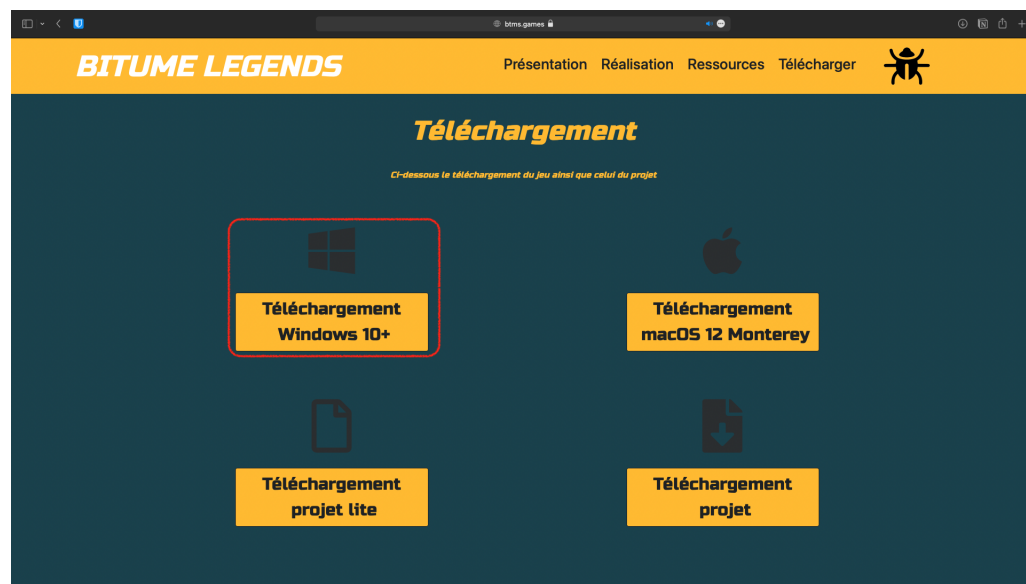 btms.games
BITUME LEGENDS
Présentation Réalisation Ressources Télécharger
Téléchargement
Ci-dessous le téléchargement du jeu ainsi que celui du projet
Téléchargement
Windows 10+
Téléchargement
macOS 12 Monterey
Téléchargement
projet lite
Téléchargement
projet